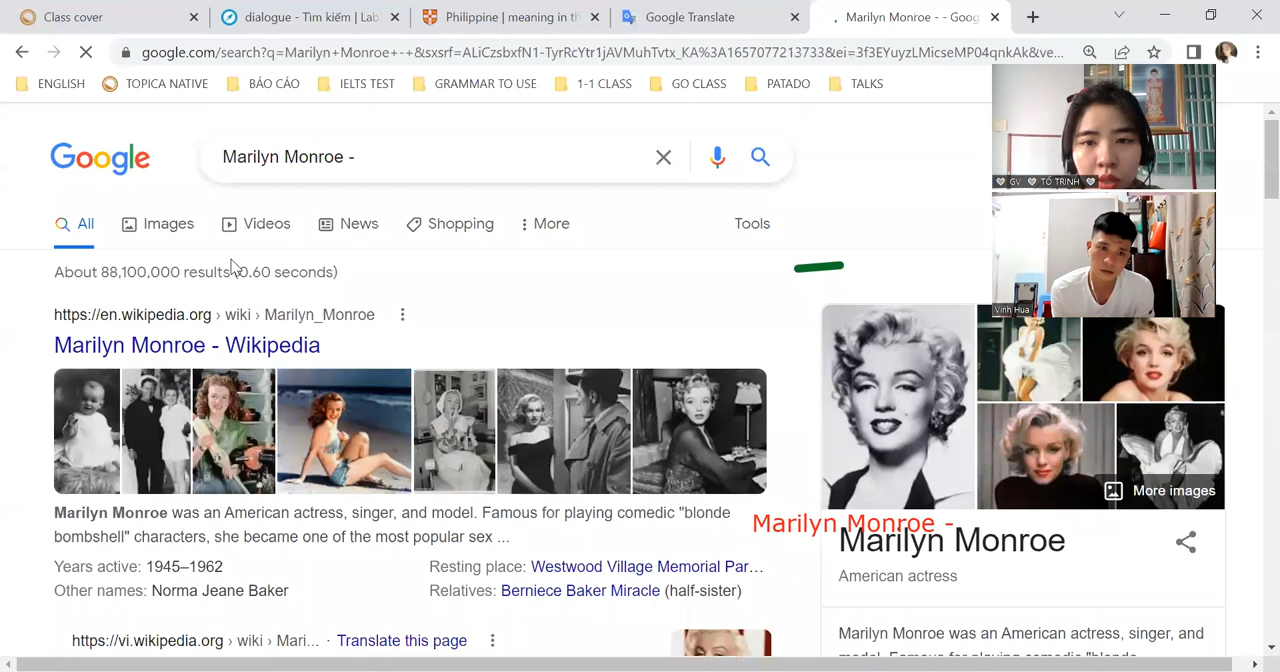 Class cover
dialogue - Tìm kiếm | Lab
Philippine | meaning in th
Google Translate
Marilyn Monroe - - Goog
google.com/search?q=Marilyn+Monroe+-+&sxsrf=ALiCzsbxfN1-TyrRcYtr1jAVMuhTvtx_KA%3A1657077213733&ei=3f3EYuyzLMicseMP04qnkAk&ve...
ENGLISH
TOPICA NATIVE
BÁO CÁO
IELTS TEST
GRAMMAR TO USE
1-1 CLASS
GO CLASS
PATADO
TALKS
GV TỐ TRINH
Vinh Hua
Google
Marilyn Monroe -
All
Images
Videos
News
Shopping
More
Tools
About 88,100,000 results (0.60 seconds)
https://en.wikipedia.org › wiki › Marilyn_Monroe
Marilyn Monroe - Wikipedia
Marilyn Monroe was an American actress, singer, and model. Famous for playing comedic "blonde
bombshell" characters, she became one of the most popular sex ...
Years active: 1945–1962
Resting place: Westwood Village Memorial Par…
Other names: Norma Jeane Baker
Relatives: Berniece Baker Miracle (half-sister)
https://vi.wikipedia.org › wiki › Mari... · Translate this page
More images
Marilyn Monroe -
Marilyn Monroe
American actress
Marilyn Monroe was an American actress, singer, and
model. Famous for playing comedic "blonde